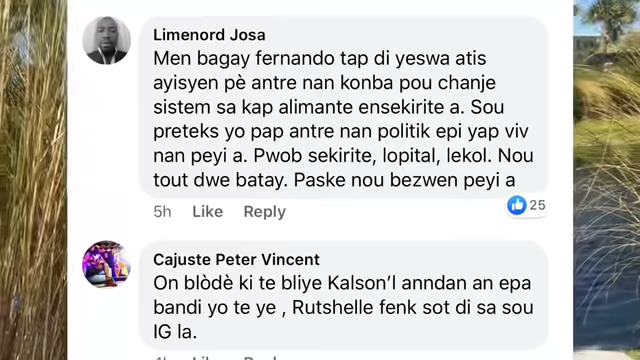 Limenord Josa
Men bagay fernando tap di yeswa atis
ayisyen pè antre nan konba pou chanje
sistem sa kap alimante ensekirite a. Sou
preteks yo pap antre nan politik epi yap viv
nan peyi a. Pwob sekirite, lopital, lekol. Nou
tout dwe batay. Paske nou bezwen peyi a
5h Like Reply 25
Cajuste Peter Vincent
On blòdè ki te bliye Kalson'l anndan an epa
bandi yo te ye , Rutshelle fenk sot di sa sou
IG la.